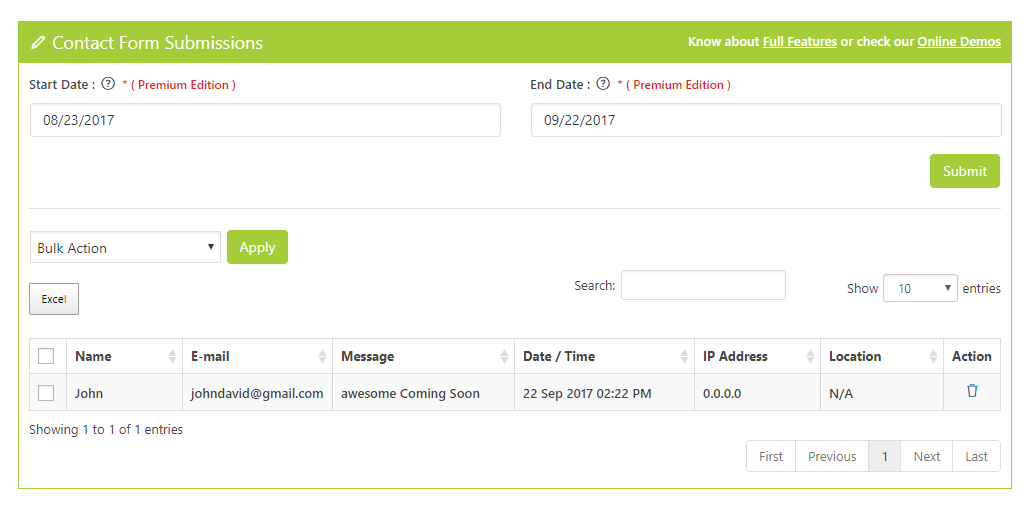 Contact Form Submissions Know about Full Features or check our Online Demos
Start Date : ? * ( Premium Edition ) End Date : ? * ( Premium Edition )
08/23/2017 09/22/2017
Submit
Bulk Action Apply
Search: Show 10 entries
Excel
Name E-mail Message Date / Time IP Address Location Action
John johndavid@gmail.com awesome Coming Soon 22 Sep 2017 02:22 PM 0.0.0.0 N/A
Showing 1 to 1 of 1 entries
First Previous 1 Next Last